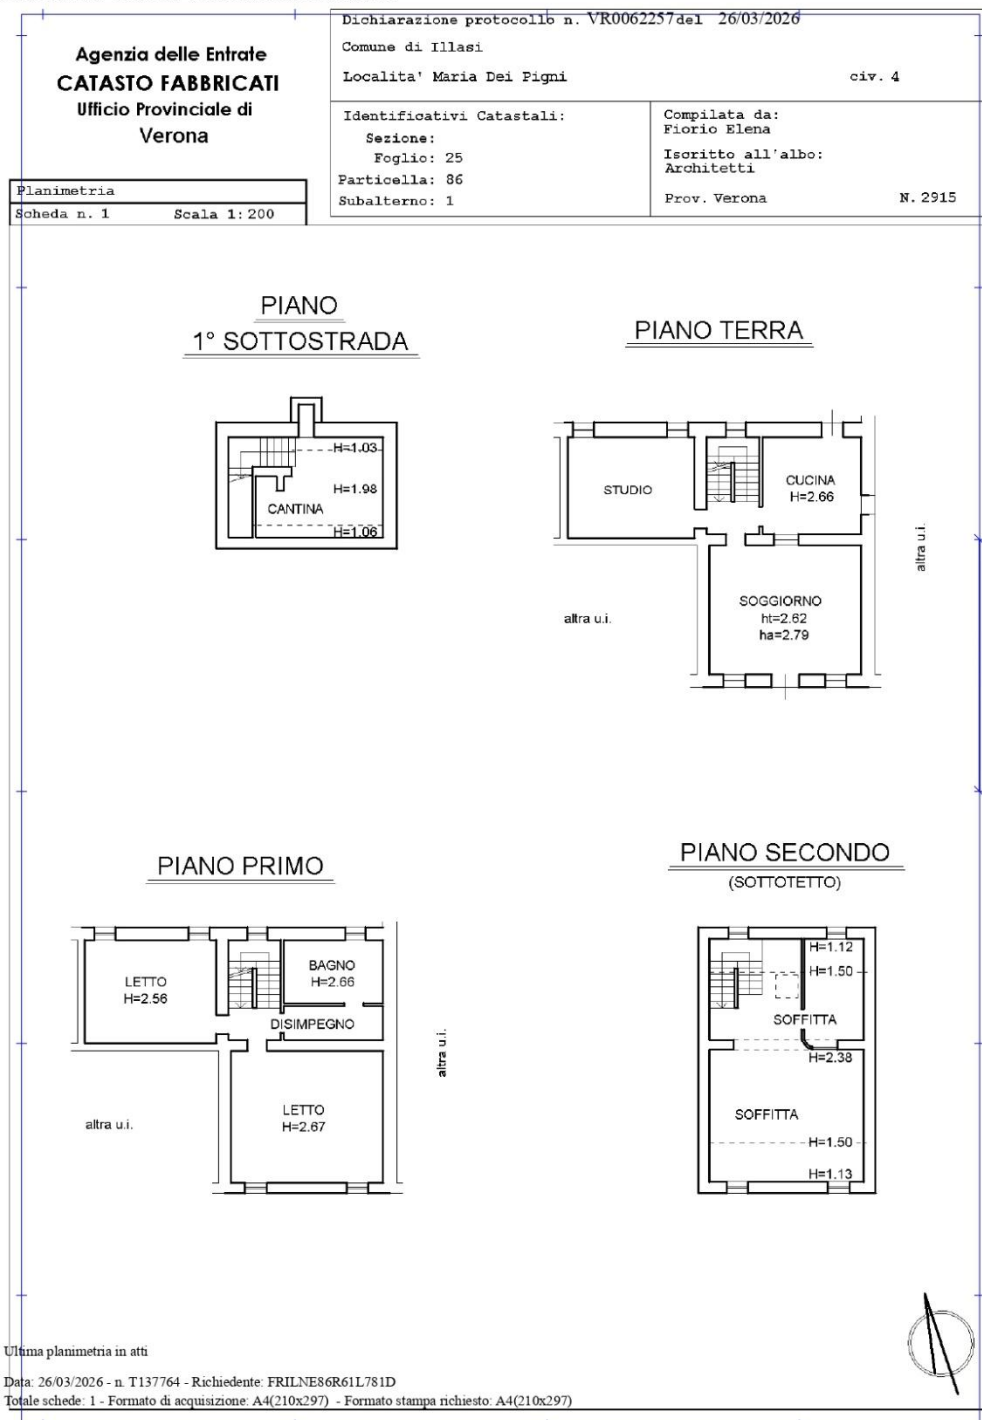 Agenzia delle Entrate
CATASTO FABBRICATI
Ufficio Provinciale di
Verona
Planimetria
Scheda n. 1 Scala 1:200
Dichiarazione protocollo n. VR0062257 del 26/03/2026
Comune di Illasi
Localita' Maria Dei Pigni civ. 4
Identificativi Catastali:
Sezione:
Foglio: 25
Particella: 86
Subalterno: 1
Compilata da:
Fiorio Elena
Iscritto all'albo:
Architetti
Prov. Verona N. 2915
PIANO
1° SOTTOSTRADA
H=1.03
H=1.98
CANTINA
H=1.06
PIANO TERRA
STUDIO
CUCINA
H=2.66
altra u.i.
SOGGIORNO
ht=2.62
ha=2.79
altra u.i.
PIANO PRIMO
LETTO
H=2.56
BAGNO
H=2.66
DISIMPEGNO
altra u.i.
LETTO
H=2.67
altra u.i.
PIANO SECONDO
(SOTTOTETTO)
H=1.12
H=1.50
SOFFITTA
H=2.38
SOFFITTA
H=1.50
H=1.13
Ultima planimetria in atti
Data: 26/03/2026 - n. T137764 - Richiedente: FRILNE86R61L781D
Totale schede: 1 - Formato di acquisizione: A4(210x297) - Formato stampa richiesto: A4(210x297)